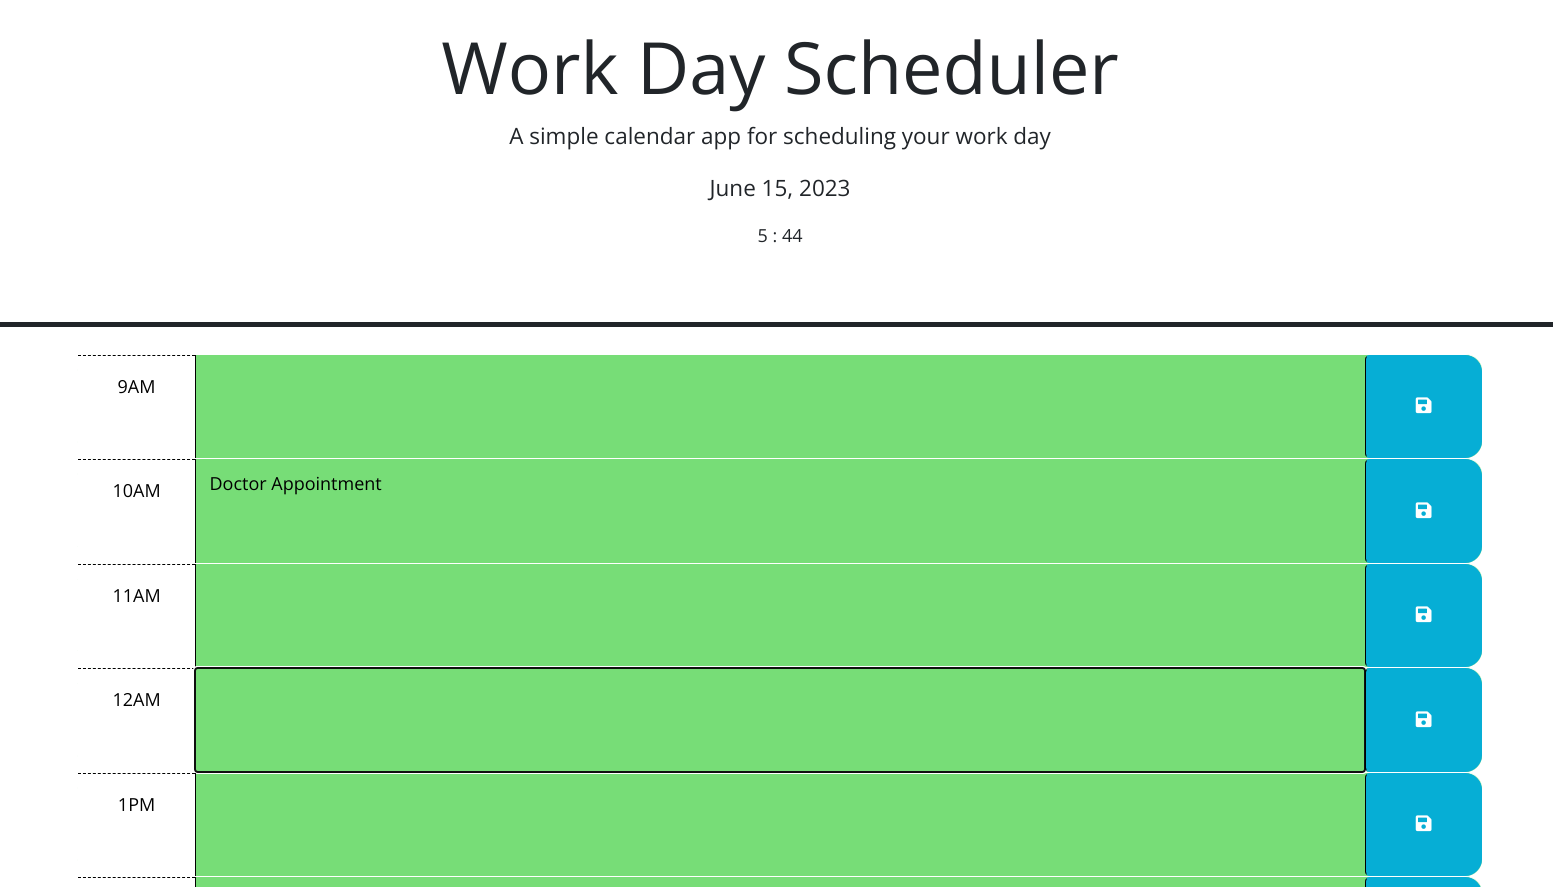 Work Day Scheduler
A simple calendar app for scheduling your work day
June 15, 2023
5 : 44
9AM
10AM
Doctor Appointment
11AM
12AM
1PM